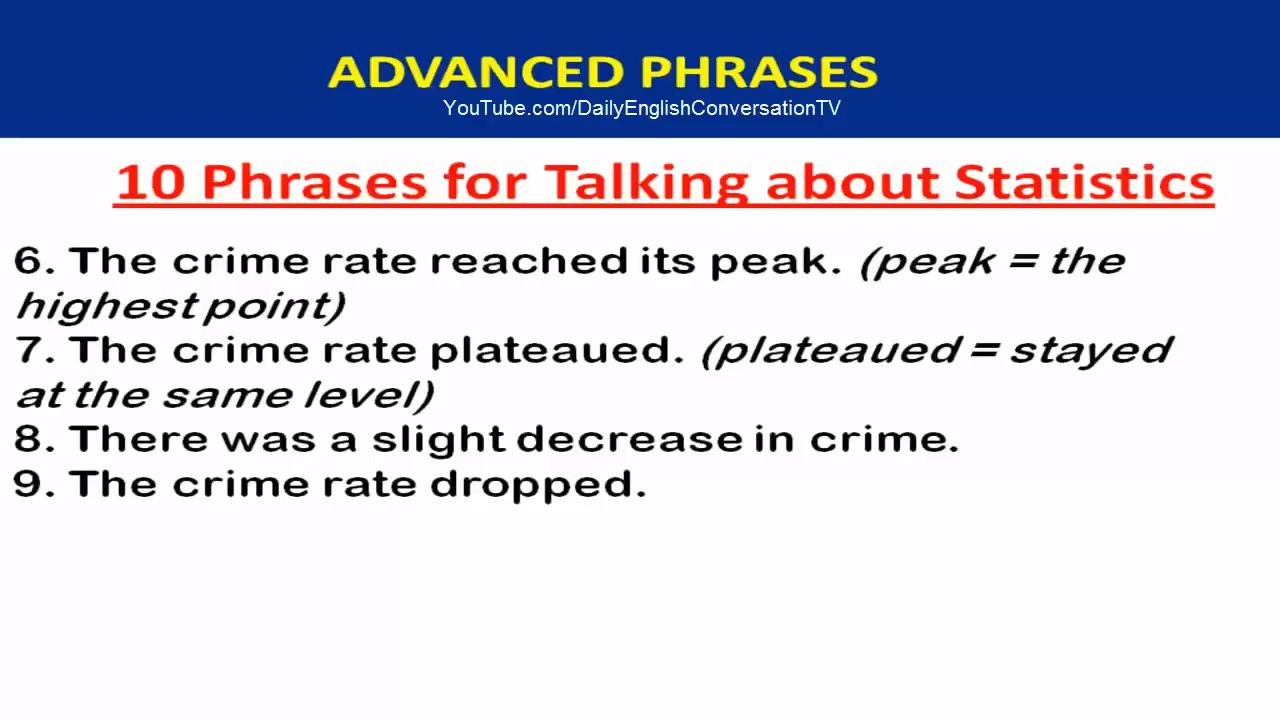 ADVANCED PHRASES
YouTube.com/DailyEnglishConversationTV
10 Phrases for Talking about Statistics
6. The crime rate reached its peak. (peak = the
highest point)
7. The crime rate plateaued. (plateaued = stayed
at the same level)
8. There was a slight decrease in crime.
9. The crime rate dropped.